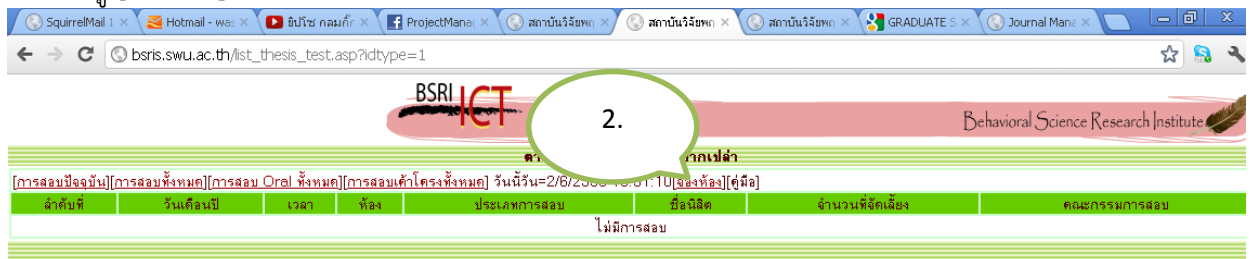 SquirrelMail 1
Hotmail - was
ยิปโซ กลมกิ๊ก
ProjectManag
สถาบันวิจัยพฤ
สถาบันวิจัยพฤ
สถาบันวิจัยพฤ
GRADUATE S
Journal Mana
bsris.swu.ac.th/list_thesis_test.asp?idtype=1
BSRI ICT
Behavioral Science Research Institute
2.
[การสอบปัจจุบัน][การสอบทั้งหมด][การสอบ Oral ทั้งหมด][การสอบเค้าโครงทั้งหมด] วันนี้วัน=2/6/2 :10[จองห้อง][คู่มือ]
ลำดับที่ วันเดือนปี เวลา ห้อง ประเภทการสอบ ชื่อนิสิต จำนวนที่จัดเลี้ยง คณะกรรมการสอบ
ไม่มีการสอบ